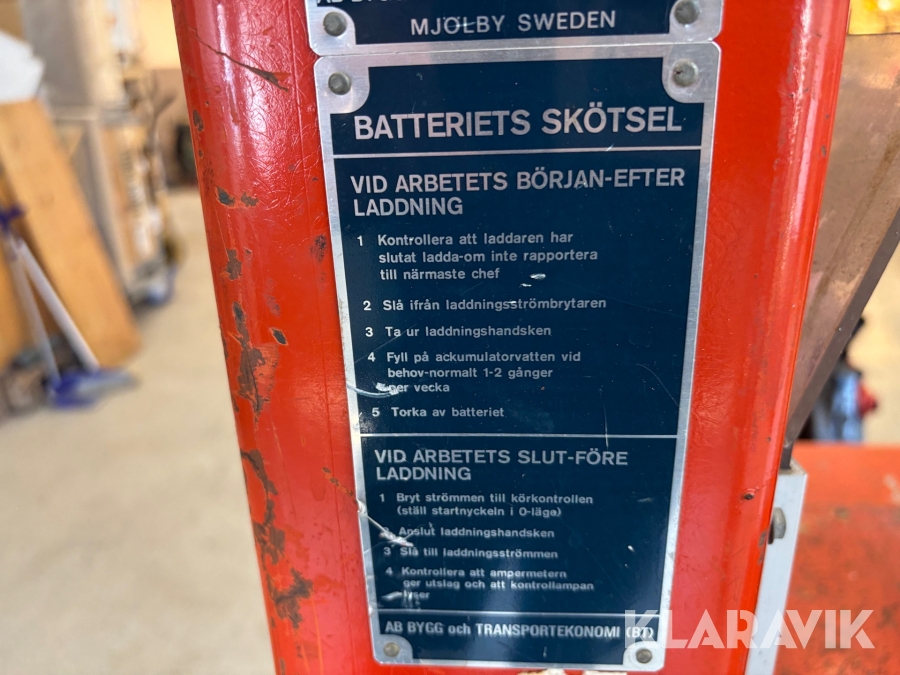 MJÖLBY SWEDEN
BATTERIETS SKÖTSEL
VID ARBETETS BÖRJAN-EFTER
LADDNING
1 Kontrollera att laddaren har
slutat ladda-om inte rapportera
till närmaste chef
2 Slå ifrån laddningsströmbrytaren
3 Ta ur laddningshandsken
4 Fyll på ackumulatorvatten vid
behov-normalt 1-2 gånger
per vecka
5 Torka av batteriet
VID ARBETETS SLUT-FÖRE
LADDNING
1 Bryt strömmen till körkontrollen
(ställ startnyckeln i 0-läge)
2 Anslut laddningshandsken
3 Slå till laddningsströmmen
4 Kontrollera att ampermetern
ger utslag och att kontrollampan
lyser
AB BYGG och TRANSPORTEKONOMI (BT)
KLARAVIK